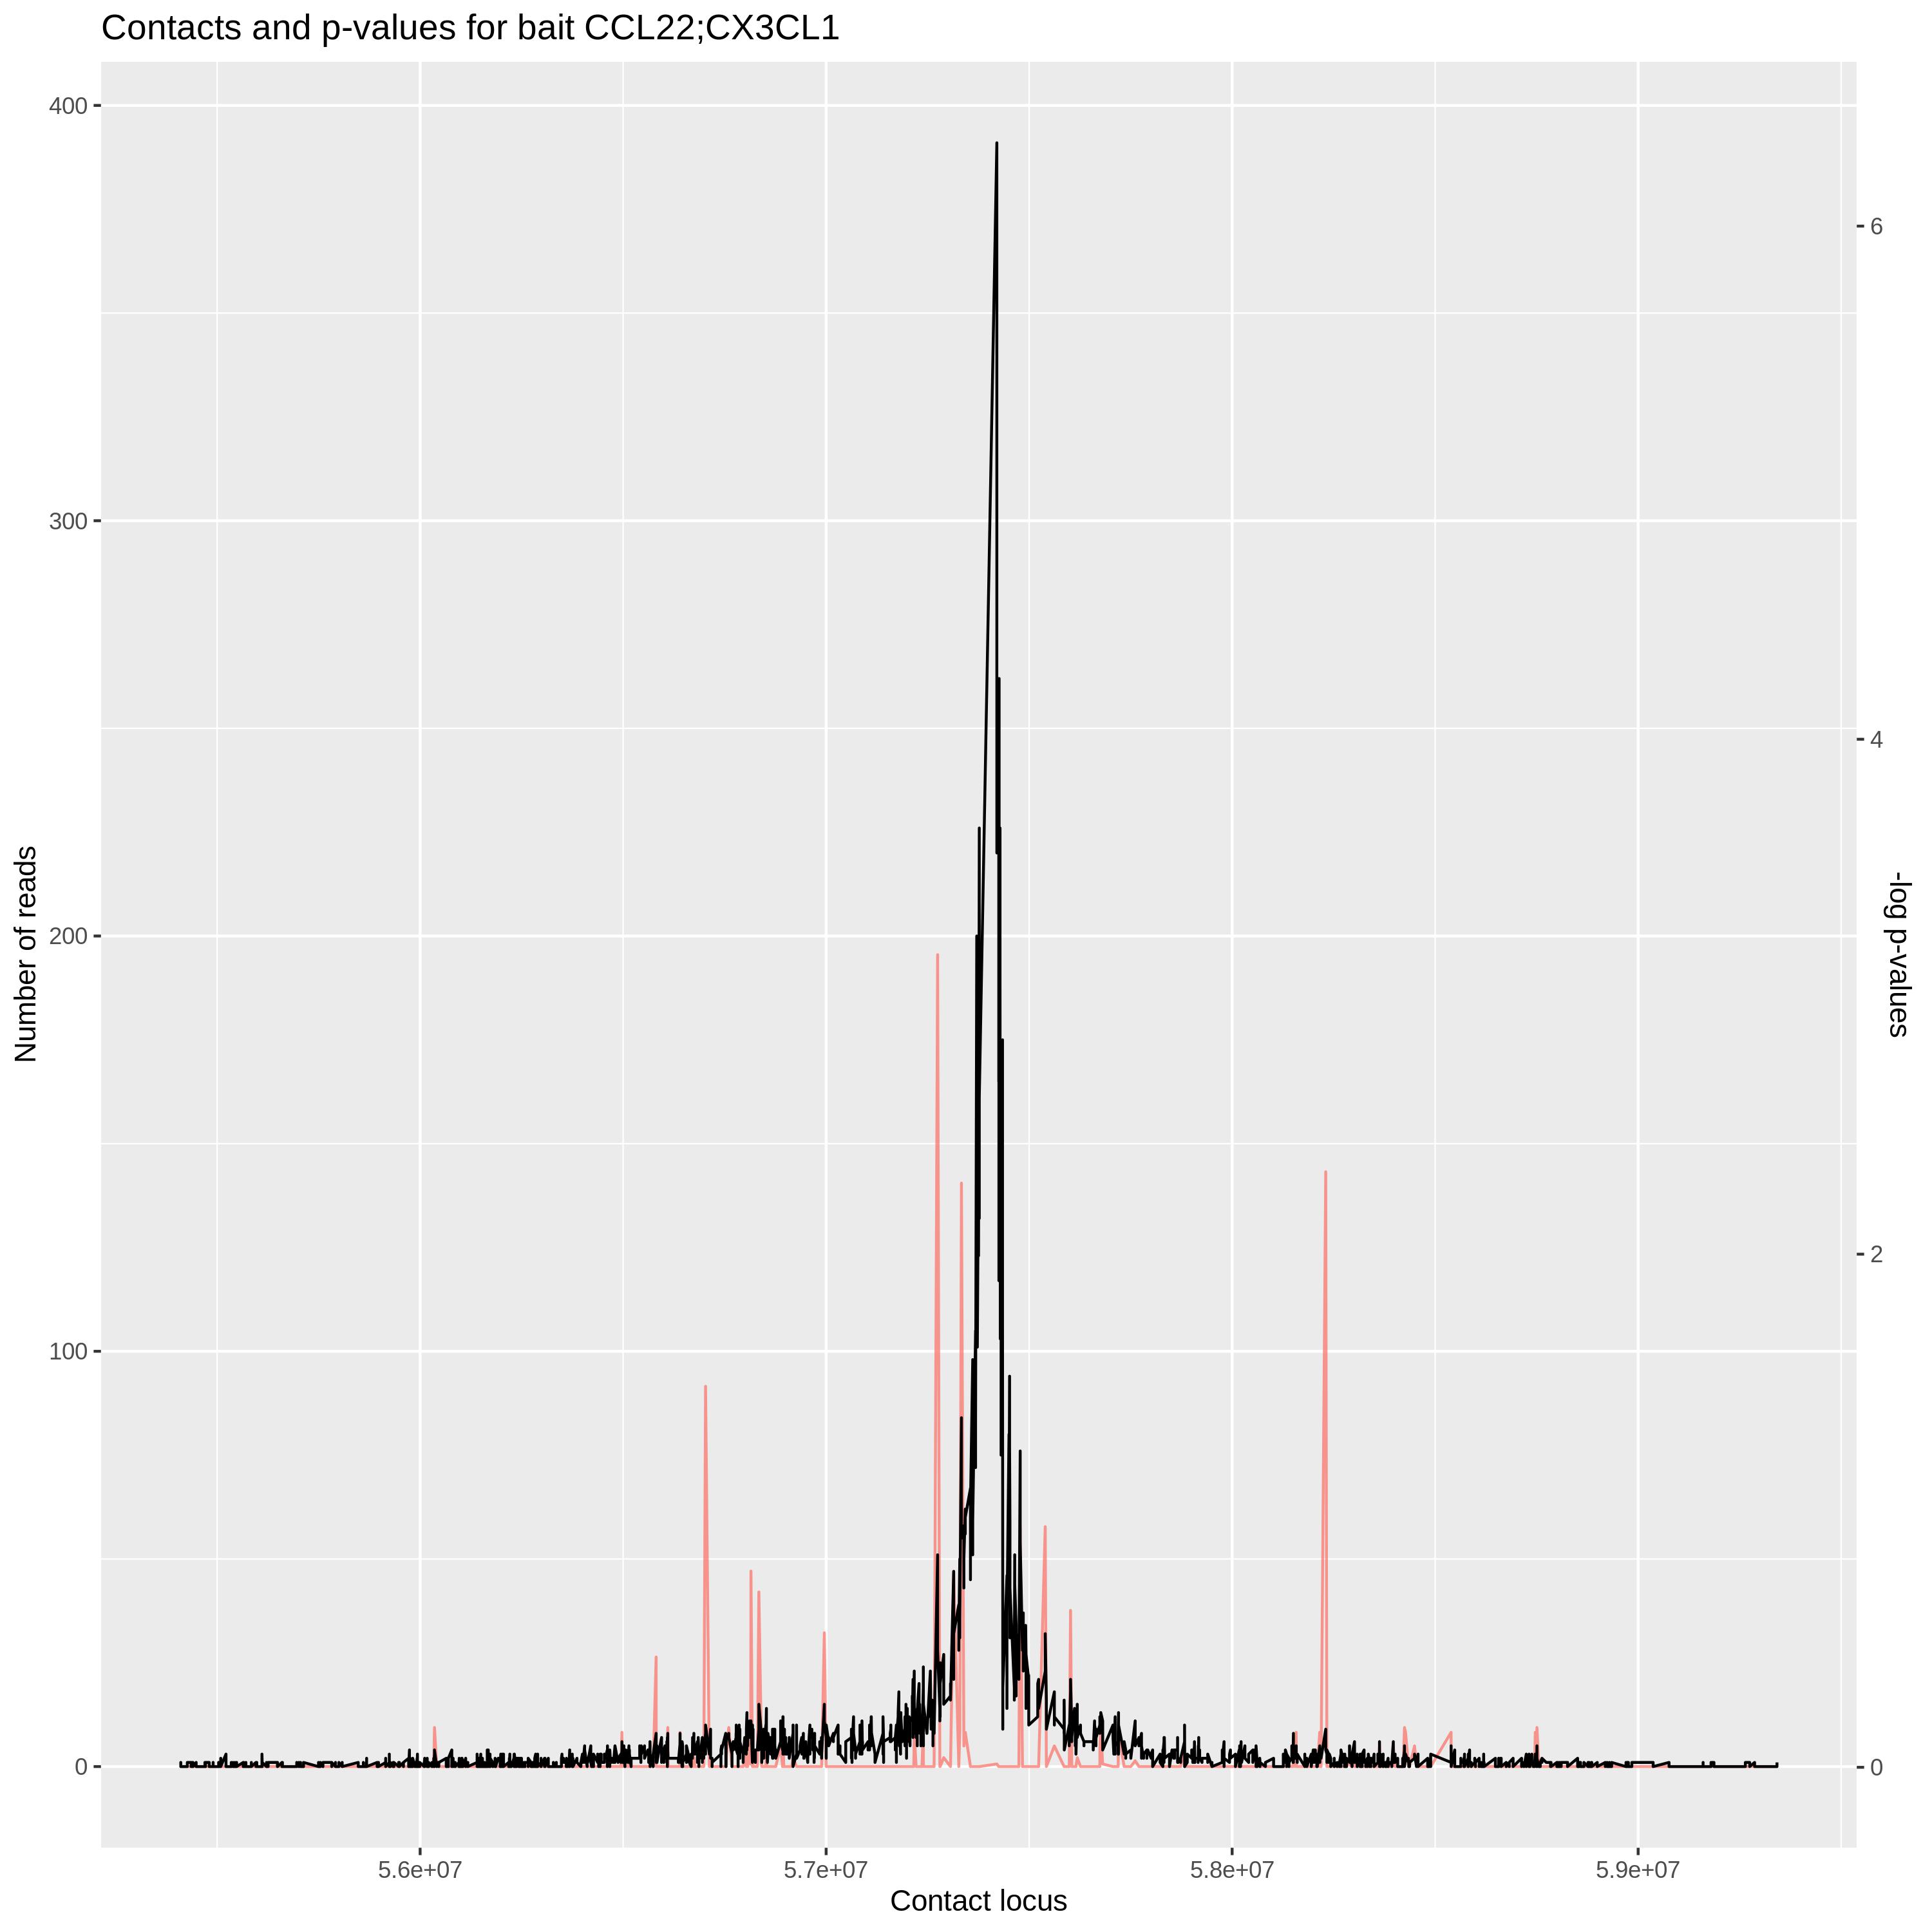 Contacts and p-values for bait CCL22;CX3CL1
400
300
200
100
0
Number of reads
6
4
2
0
-log p-values
5.6e+07
5.7e+07
5.8e+07
5.9e+07
Contact locus